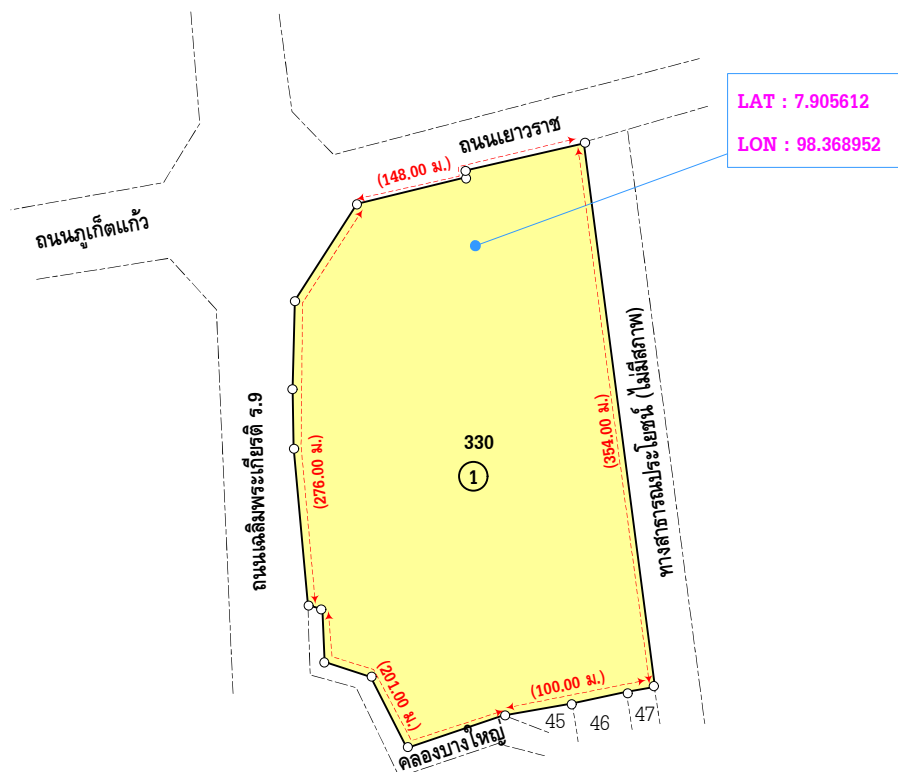 LAT : 7.905612
LON : 98.368952
ถนนเยาวราช
(148.00 ม.)
ถนนภูเก็ตแก้ว
ทางสาธารณประโยชน์ (ไม่มีสภาพ)
(354.00 ม.)
ถนนเฉลิมพระเกียรติ ร.9
(276.00 ม.)
330
1
(201.00 ม.)
(100.00 ม.)
45
46
47
คลองบางใหญ่